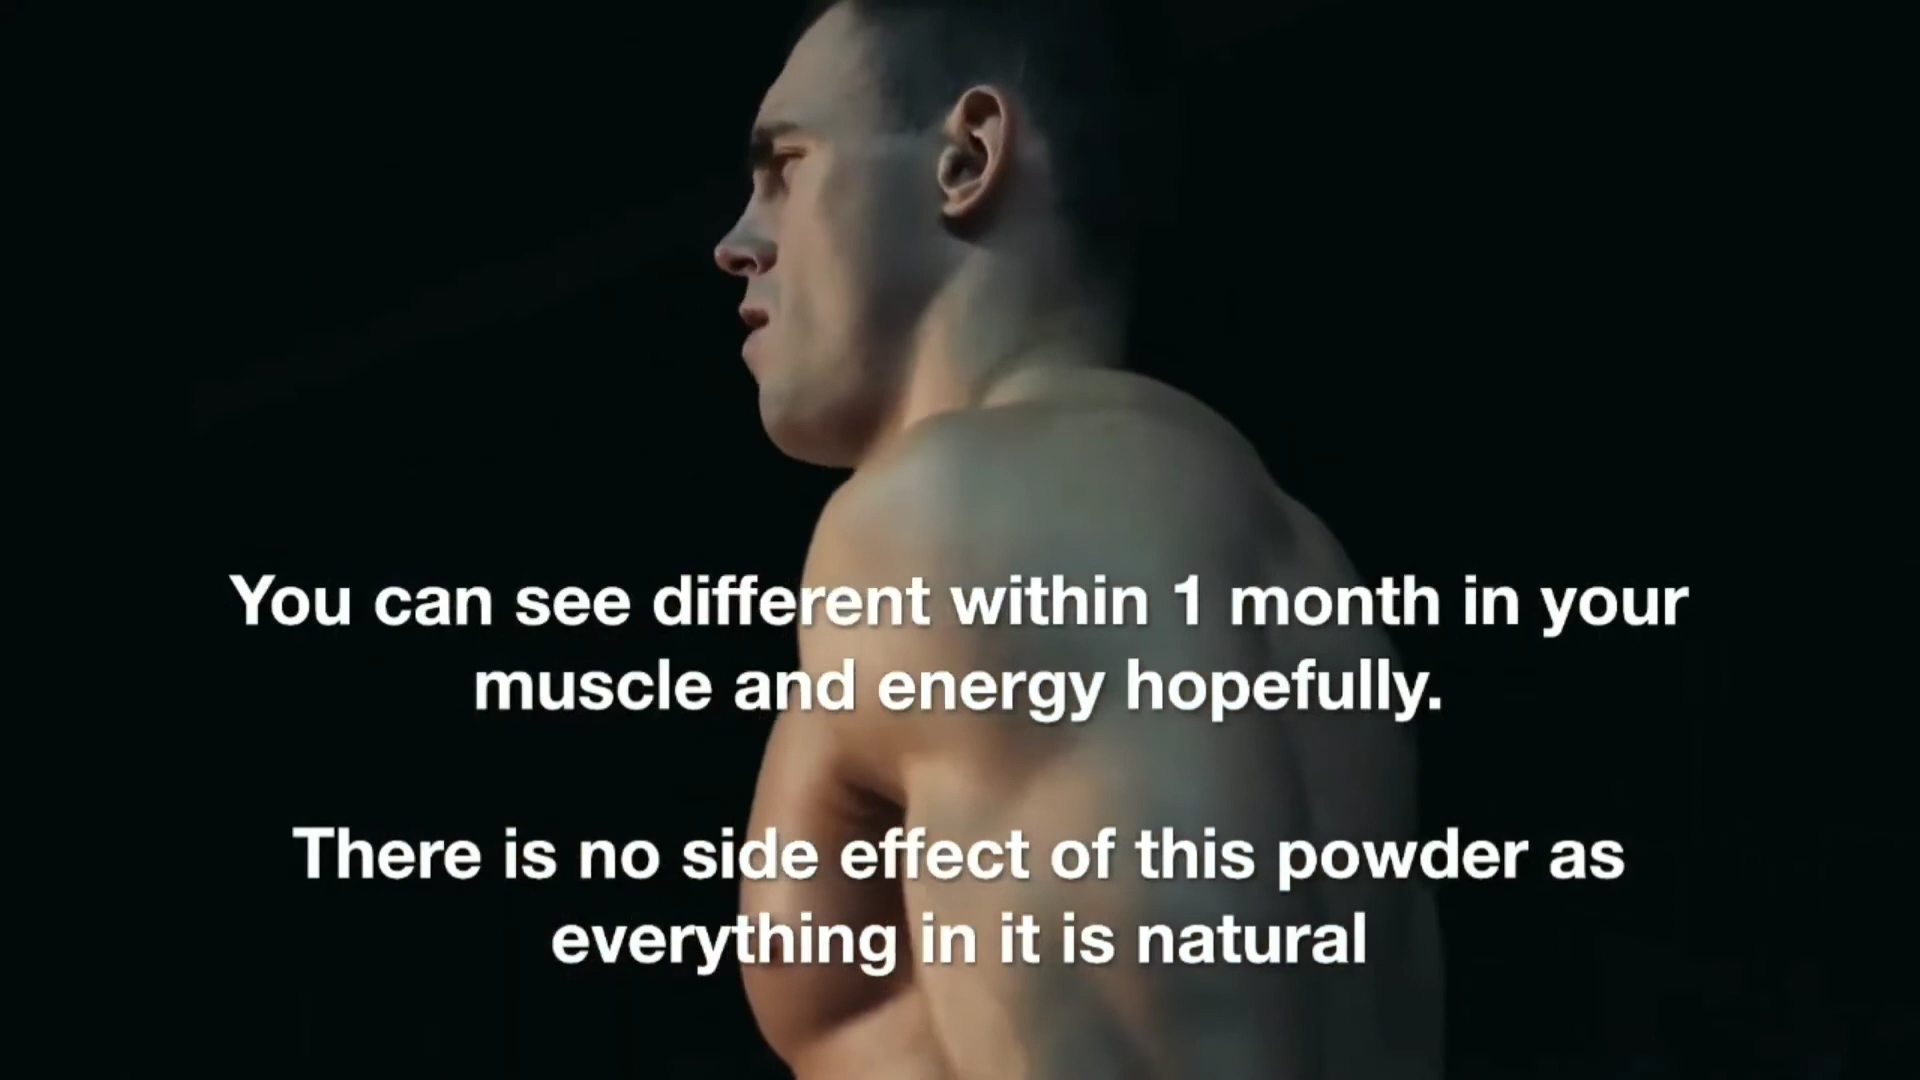 You can see different within 1 month in your
muscle and energy hopefully.
There is no side effect of this powder as
everything in it is natural